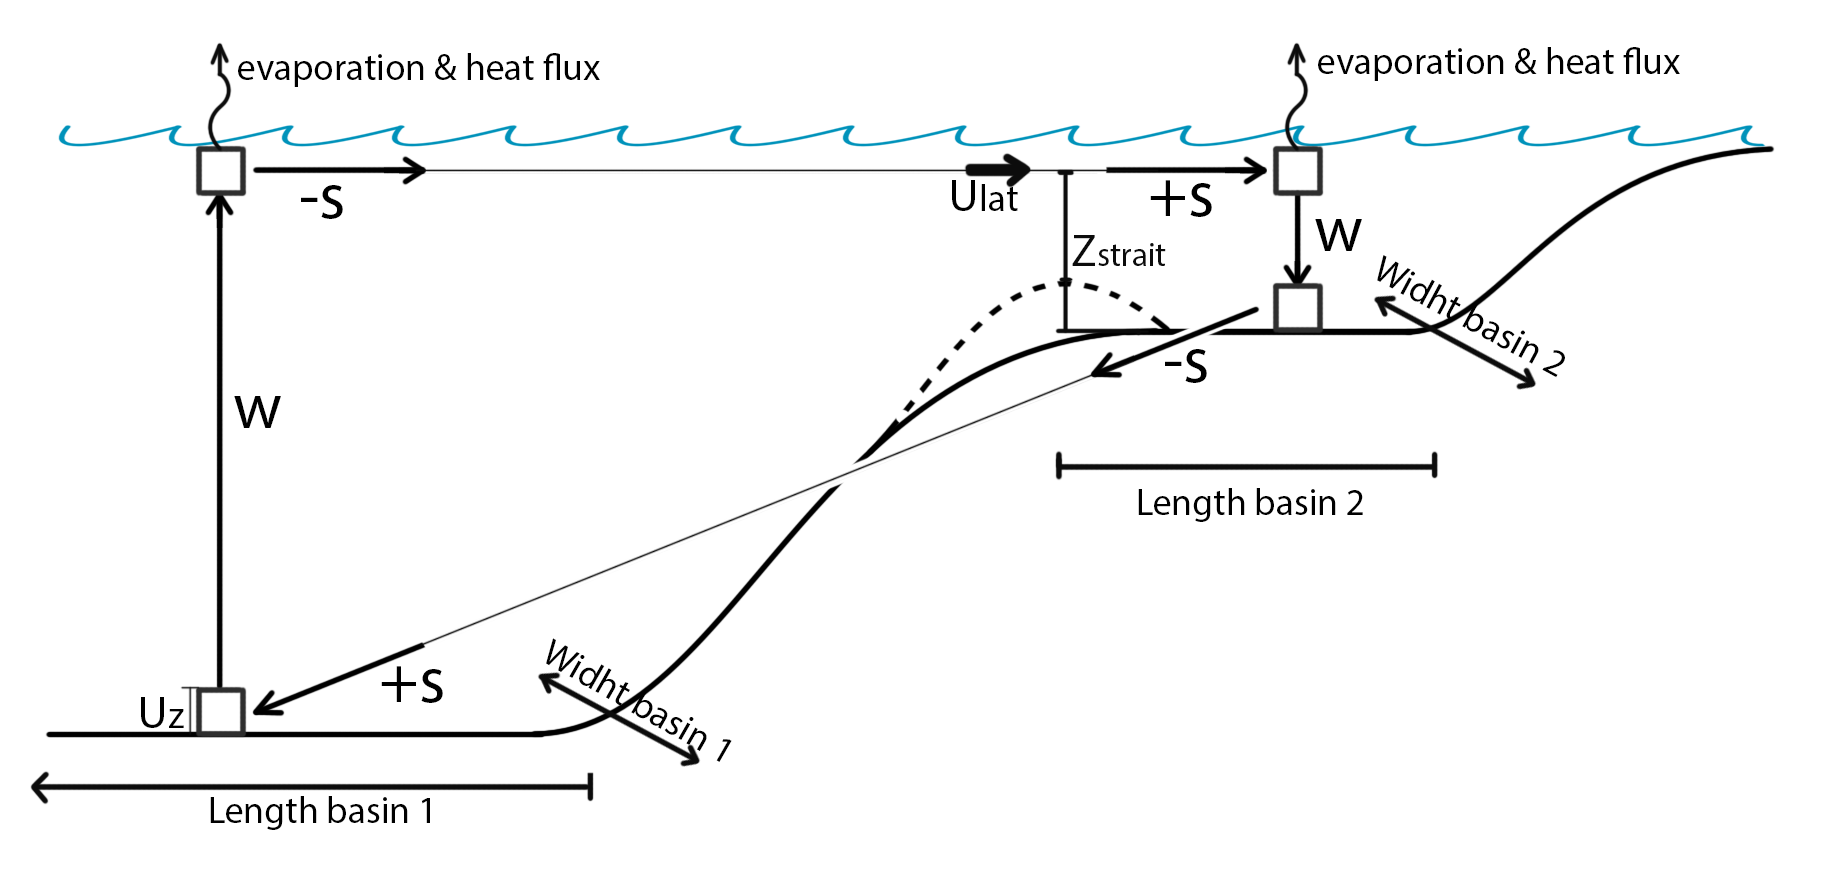 evaporation & heat flux
evaporation & heat flux
-s
Ulat
+s
Zstrait
w
Widht basin 2
-s
w
Length basin 2
+s
Widht basin 1
Uz
Length basin 1